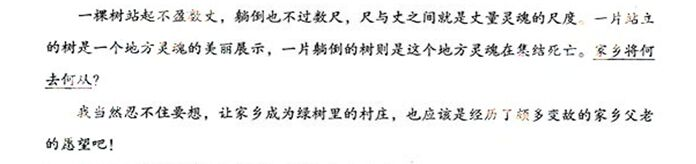 一棵树站起不盈数丈，躺倒也不过数尺，尺与丈之间就是丈量灵魂的尺度。一片站立
的树是一个地方灵魂的美丽展示，一片躺倒的树则是这个地方灵魂在集结死亡。家乡将何
去何从？
我当然忍不住要想，让家乡成为绿树里的村庄，也应该是经历了颇多变故的家乡父老
的愿望吧！